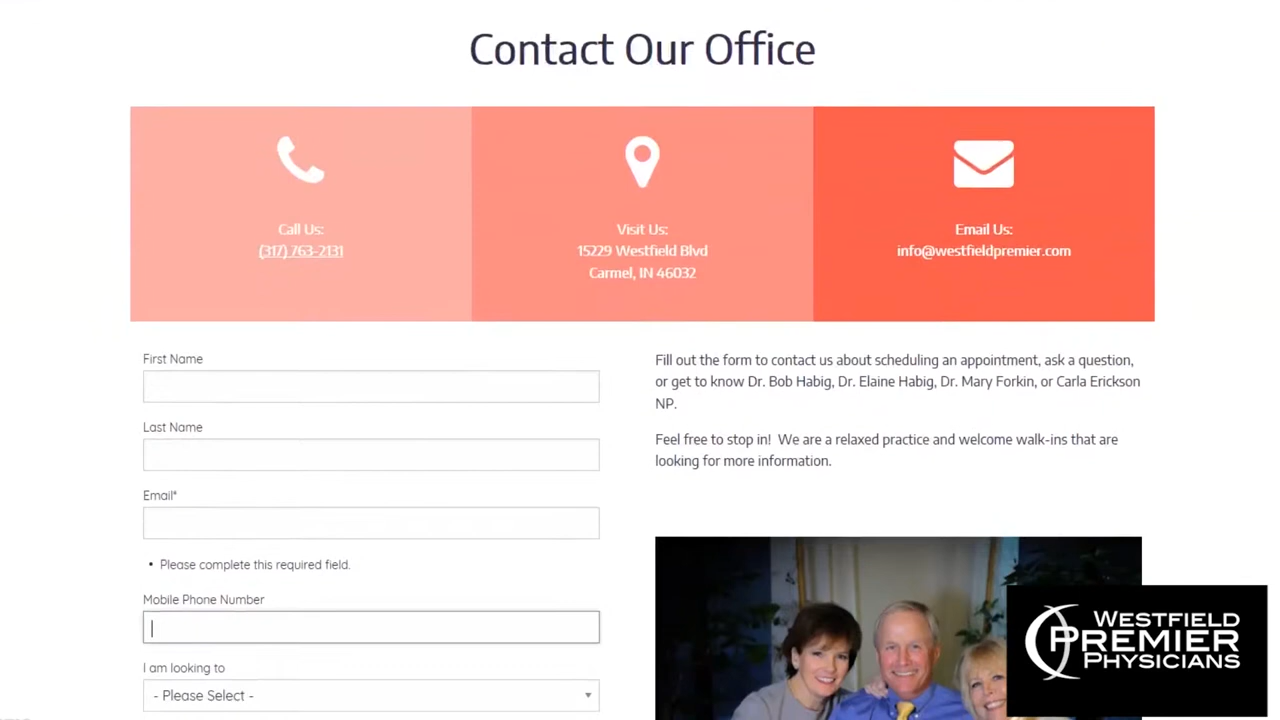 Contact Our Office
Call Us:
(317) 763-2131
Visit Us:
15229 Westfield Blvd
Carmel, IN 46032
Email Us:
info@westfieldpremier.com
First Name
Last Name
Email*
• Please complete this required field.
Mobile Phone Number
I am looking to
- Please Select -
Fill out the form to contact us about scheduling an appointment, ask a question,
or get to know Dr. Bob Habig, Dr. Elaine Habig, Dr. Mary Forkin, or Carla Erickson
NP.
Feel free to stop in!  We are a relaxed practice and welcome walk-ins that are
looking for more information.
WESTFIELD
PREMIER
PHYSICIANS